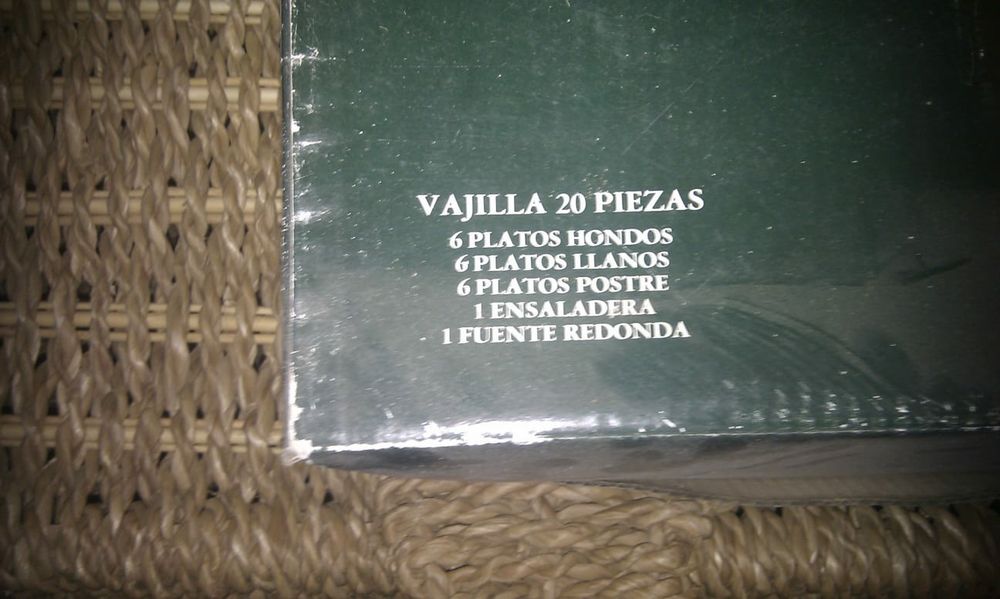 VAJILLA 20 PIEZAS
6 PLATOS HONDOS
6 PLATOS LLANOS
6 PLATOS POSTRE
1 ENSALADERA
1 FUENTE REDONDA